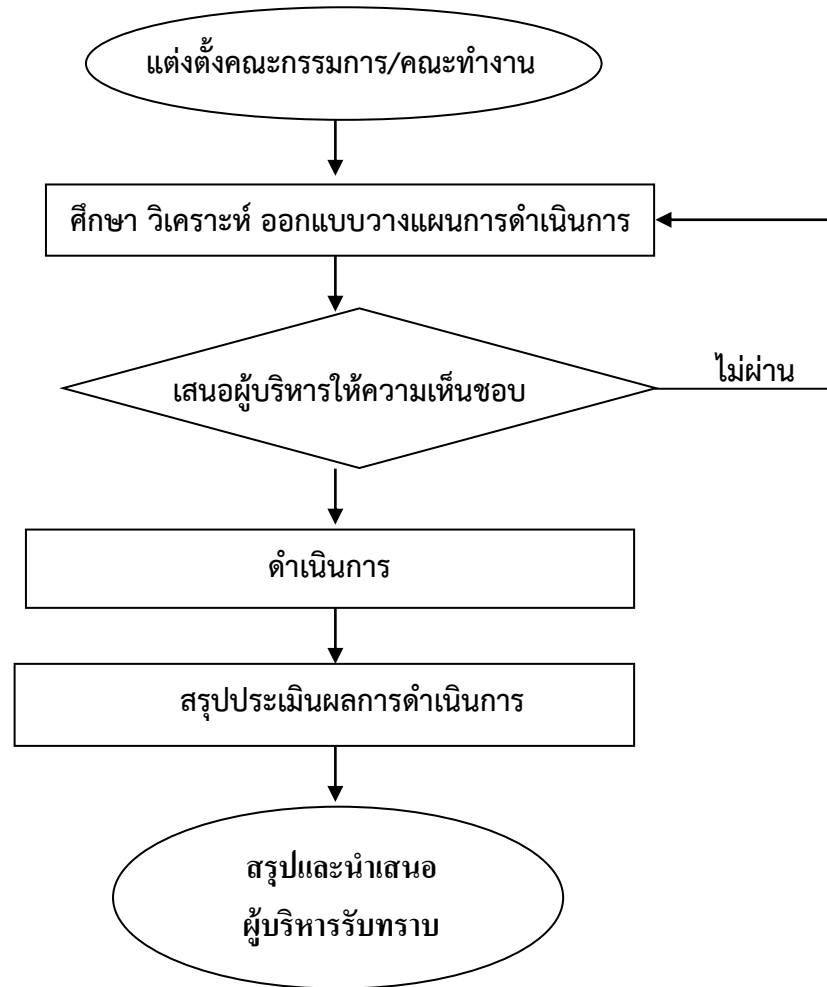 แต่งตั้งคณะกรรมการ/คณะทำงาน
ศึกษา วิเคราะห์ ออกแบบวางแผนการดำเนินการ
เสนอผู้บริหารให้ความเห็นชอบ
ไม่ผ่าน
ดำเนินการ
สรุปประเมินผลการดำเนินการ
สรุปและนำเสนอ
ผู้บริหารรับทราบ